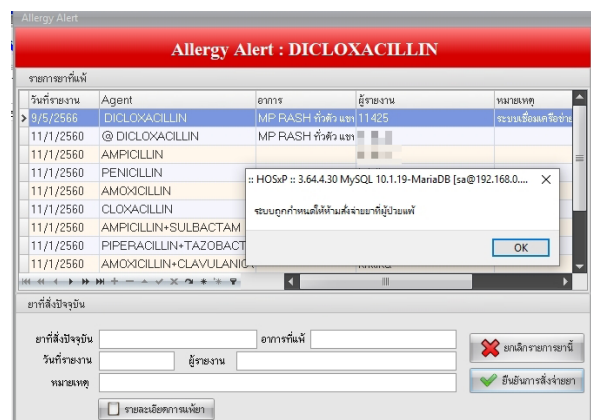 Allergy Alert
Allergy Alert : DICLOXACILLIN
รายการยาที่แพ้
วันที่รายงาน Agent อาการ ผู้รายงาน หมายเหตุ
9/5/2566 DICLOXACILLIN MP RASH ทั่วตัว แขา 11425 ระบบเชื่อมเครือข่าย
11/1/2560 @ DICLOXACILLIN MP RASH ทั่วตัว แขา
11/1/2560 AMPICILLIN
11/1/2560 PENICILLIN
11/1/2560 AMOXICILLIN
11/1/2560 CLOXACILLIN
11/1/2560 AMPICILLIN+SULBACTAM
11/1/2560 PIPERACILLIN+TAZOBACT
11/1/2560 AMOXICILLIN+CLAVULANIC
:: HOSxP :: 3.64.4.30 MySQL 10.1.19-MariaDB [sa@192.168.0....
ระบบถูกกำหนดให้ห้ามสั่งจ่ายยาที่ผู้ป่วยแพ้
OK
ยาที่สั่งปัจจุบัน
ยาที่สั่งปัจจุบัน อาการที่แพ้
วันที่รายงาน ผู้รายงาน
หมายเหตุ
รายละเอียดการแพ้ยา
ยกเลิกรายการยานี้
ยืนยันการสั่งจ่ายยา